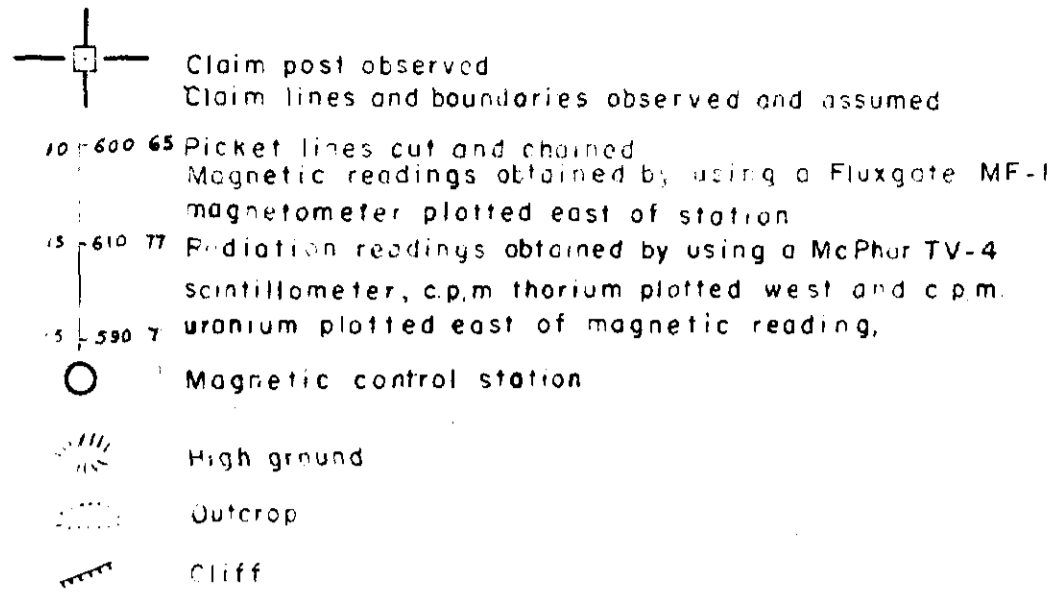 Claim post observed
Claim lines and boundaries observed and assumed
10 600 65 Picket lines cut and chained
Magnetic readings obtained by using a Fluxgate MF-
magnetometer plotted east of station
15 610 77 Radiation readings obtained by using a McPhar TV-4
scintillometer, c.p.m thorium plotted west and c p m.
590 uranium plotted east of magnetic reading,
Magnetic control station
High ground
Outcrop
Cliff